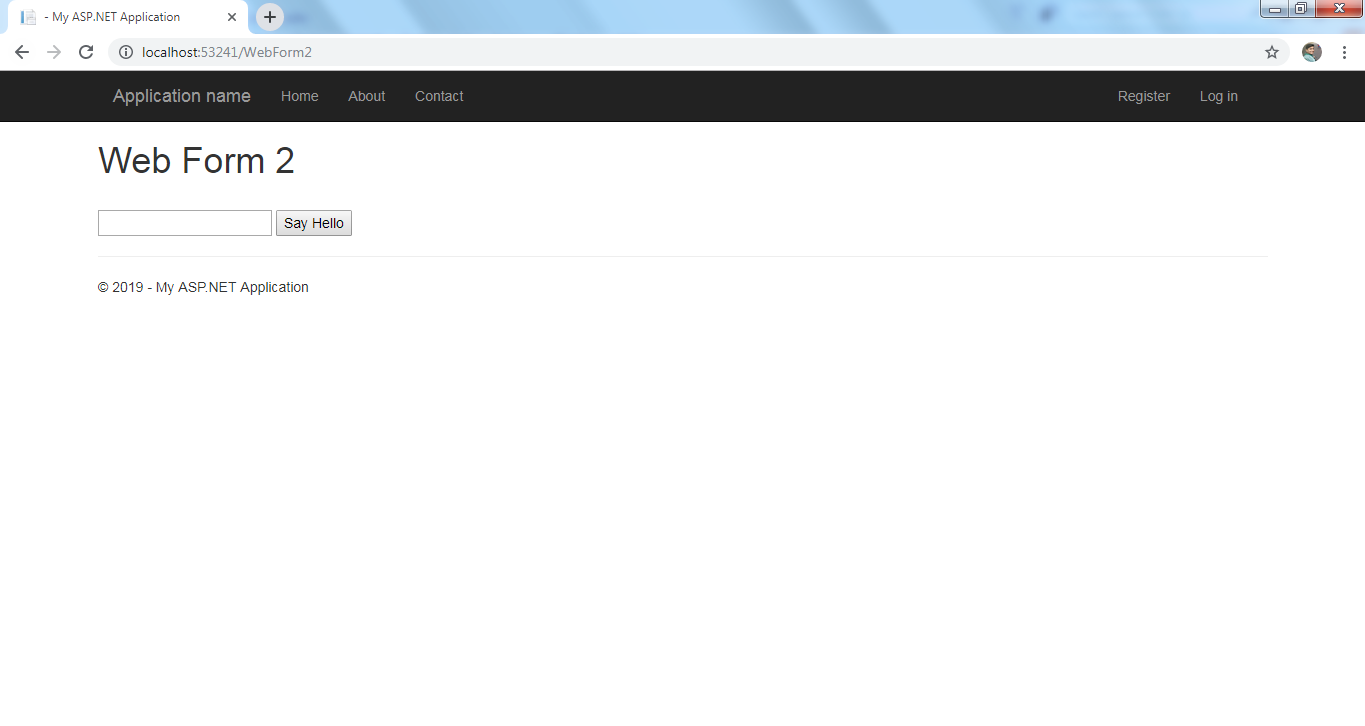 - My ASP.NET Application
localhost:53241/WebForm2
Application name Home About Contact Register Log in
Web Form 2
Say Hello
© 2019 - My ASP.NET Application